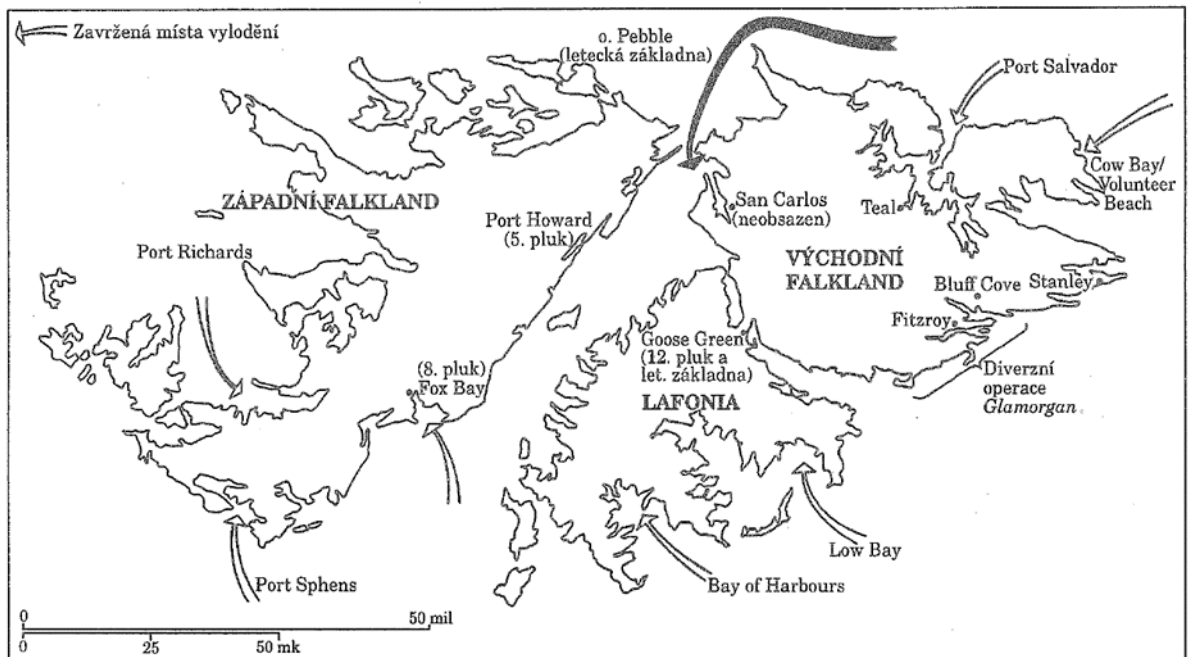 Zavržená místa vylodění
o. Pebble
(letecká základna)
Port Salvador
Cow Bay/
Volunteer
Beach
ZÁPADNÍ FALKLAND
San Carlos
(neobsazen)
Teal
Port Howard
(5. pluk)
Port Richards
VÝCHODNÍ
FALKLAND
Bluff Cove
Stanley
Fitzroy
Goose Green
(12. pluk a
let. základna)
(8. pluk)
Fox Bay
LAFONIA
Diverzní
operace
Glamorgan
Low Bay
Port Sphens
Bay of Harbours
0
50 mil
0
25
50 mk